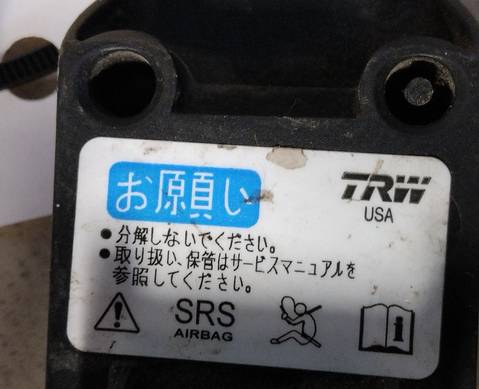 お願い
TRW
USA
● 分解しないでください。
● 取り扱い、保管はサービスマニュアルを
参照してください。
SRS
AIRBAG